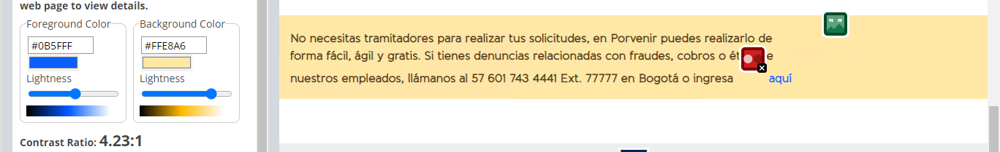 web page to view details.
Foreground Color
Background Color
#0B5FFF
#FFE8A6
Lightness
Lightness
Contrast Ratio: 4.23:1
No necesitas tramitadores para realizar tus solicitudes, en Porvenir puedes realizarlo de
forma fácil, ágil y gratis. Si tienes denuncias relacionadas con fraudes, cobros o
nuestros empleados, llámanos al 57 601 743 4441 Ext. 77777 en Bogotá o ingresa aquí